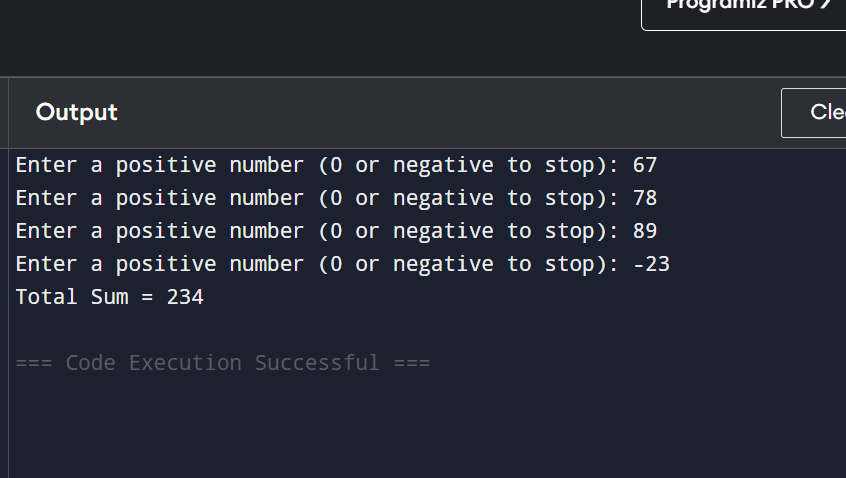 Programiz PRO
Output
Enter a positive number (0 or negative to stop): 67
Enter a positive number (0 or negative to stop): 78
Enter a positive number (0 or negative to stop): 89
Enter a positive number (0 or negative to stop): -23
Total Sum = 234
=== Code Execution Successful ===